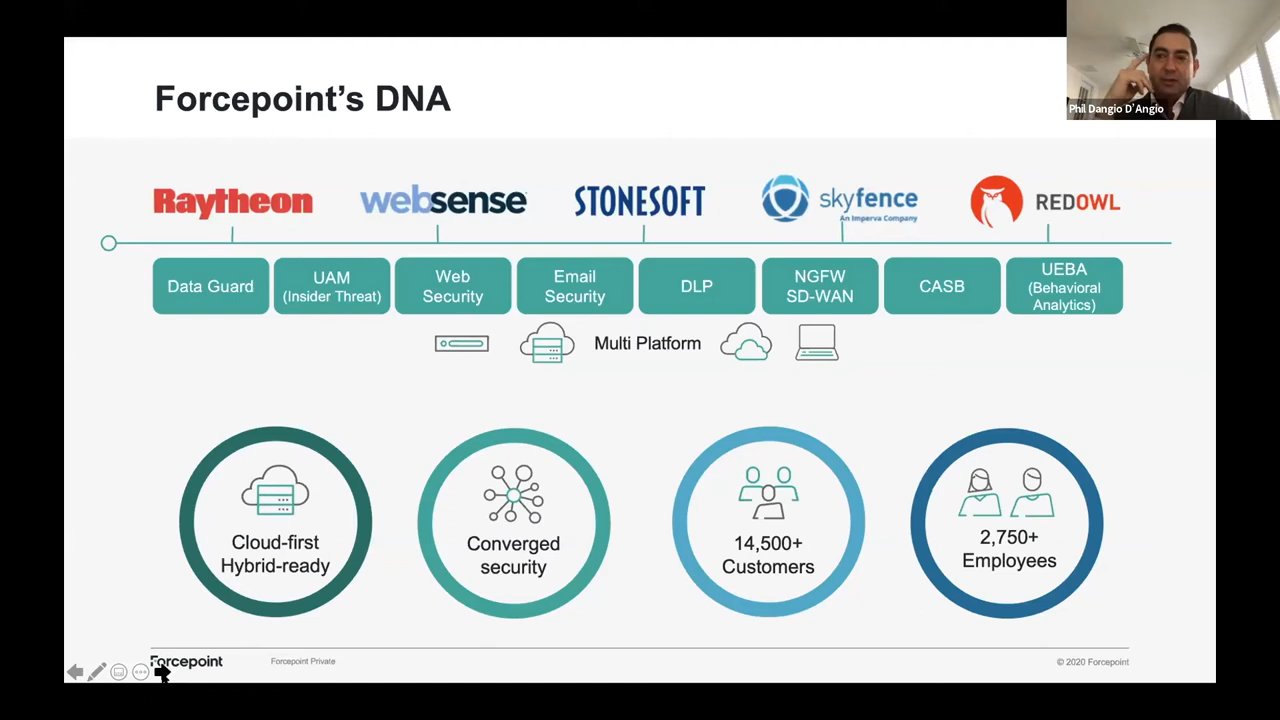 Phil Dangio D'Angio
Forcepoint's DNA
Raytheon
websense
STONESOFT
skyfence
An Imperva Company
REDOWL
Data Guard
UAM
(Insider Threat)
Web
Security
Email
Security
DLP
NGFW
SD-WAN
CASB
UEBA
(Behavioral
Analytics)
Multi Platform
Cloud-first
Hybrid-ready
Converged
security
14,500+
Customers
2,750+
Employees
Forcepoint
Forcepoint Private
© 2020 Forcepoint